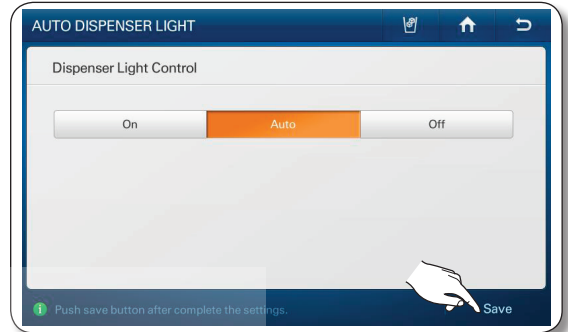 AUTO DISPENSER LIGHT
Dispenser Light Control
On Auto Off
Push save button after complete the settings. Save